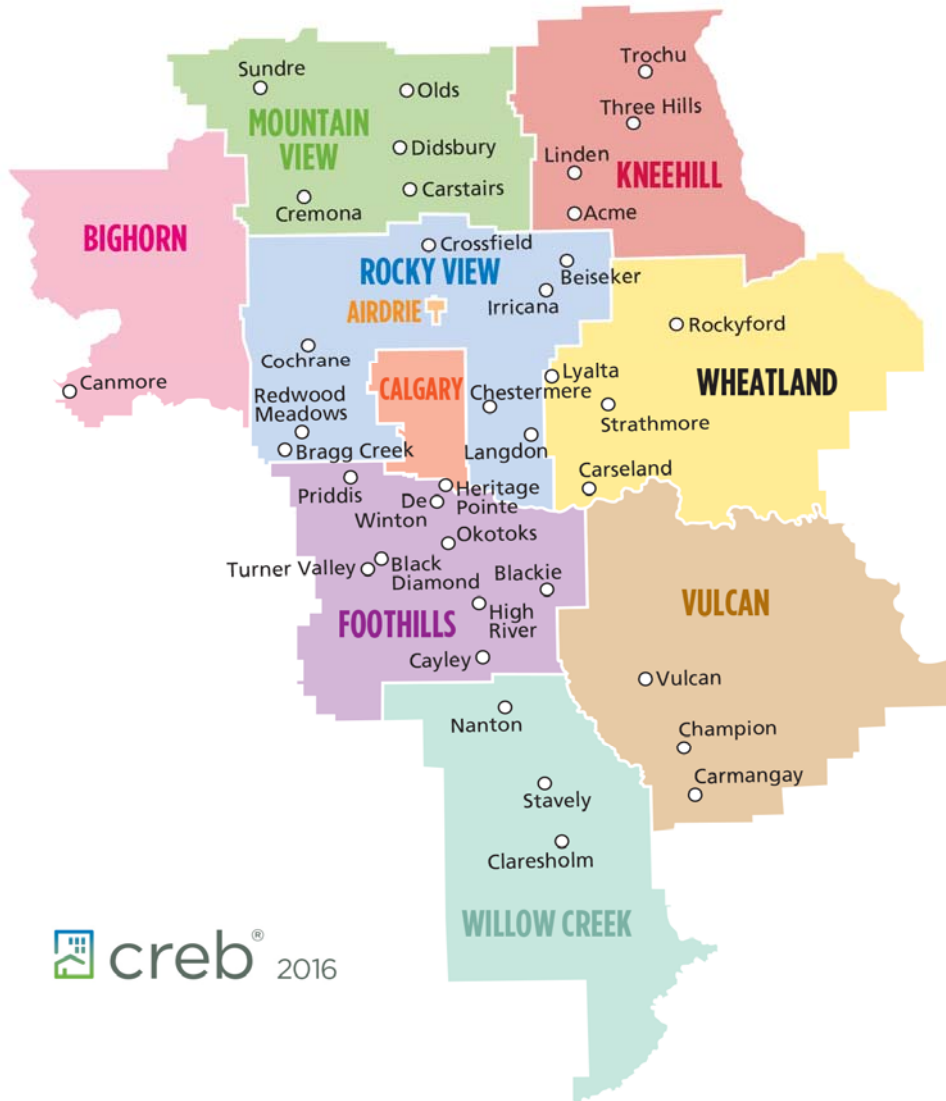 Sundre
Olds
MOUNTAIN
VIEW
Didsbury
Carstairs
Cremona
Trochu
Three Hills
Linden
KNEEHILL
Acme
BIGHORN
Canmore
Crossfield
ROCKY VIEW
Beiseker
AIRDRIE
Irricana
Cochrane
CALGARY
Chestermere
Redwood
Meadows
Bragg Creek
Langdon
Rockyford
Lyalta
WHEATLAND
Strathmore
Carseland
Priddis
De
Winton
Heritage
Pointe
Okotoks
Turner Valley
Black
Diamond
Blackie
FOOTHILLS
High
River
Cayley
VULCAN
Vulcan
Champion
Carmangay
Nanton
Stavely
Claresholm
WILLOW CREEK
creb® 2016